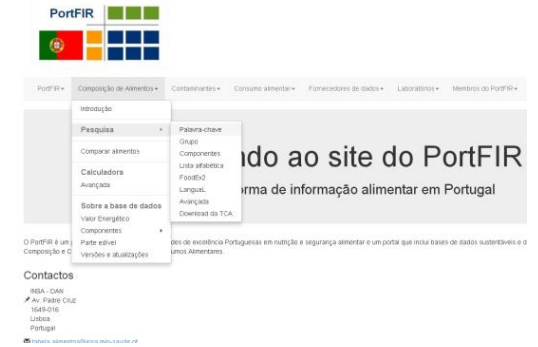 PortFIR
PortFIR Composição de Alimentos Contaminantes Consumo alimentar Fornecedores de dados Laboratórios Membros do PortFIR
Introdução
Pesquisa
Comparar alimentos
Calculadora
Avançada
Sobre a base de dados
Valor Energético
Componentes
Parte edível
Versões e atualizações
Palavra-chave
Grupo
Componentes
Lista alfabética
FoodEx2
LanguaL
Avançada
Download da TCA
ndo ao site do PortFIR
orma de informação alimentar em Portugal
O PortFIR é um des de excelência Portuguesas em nutrição e segurança alimentar e um portal que inclui bases de dados sustentáveis e d
Composição e C umos Alimentares.
Contactos
INSA - DAN
Av. Padre Cruz
1649-016
Lisboa
Portugal